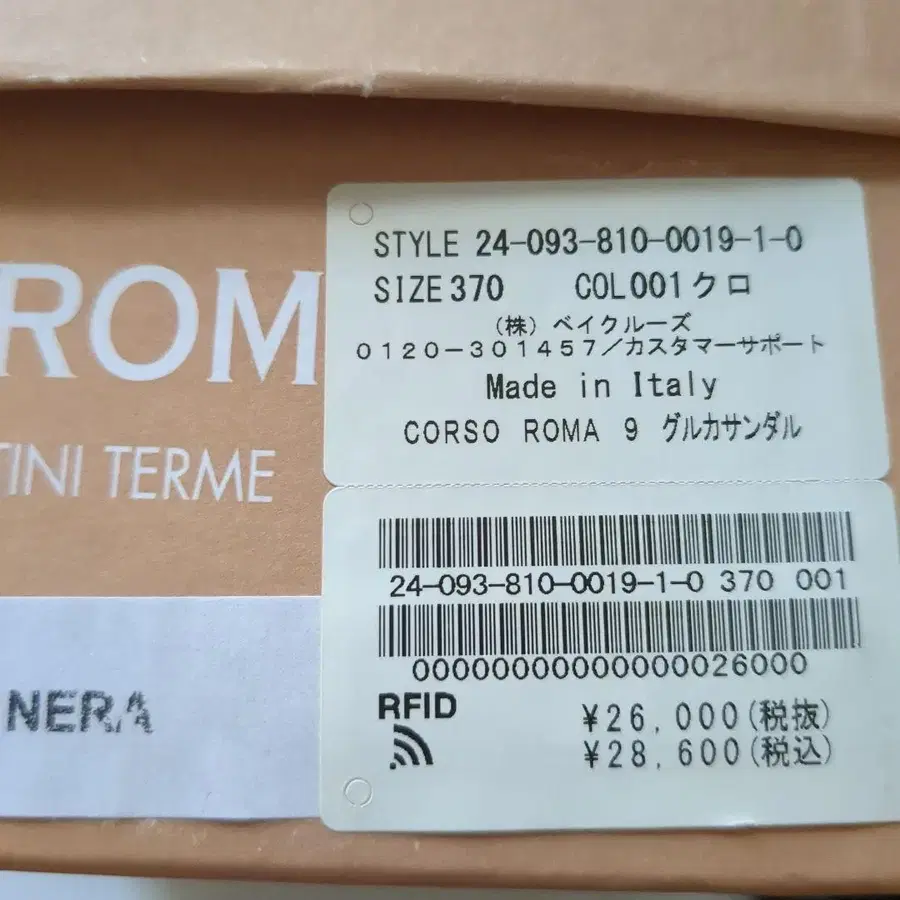 ROM
TINI TERME
NERA
STYLE 24-093-810-0019-1-0
SIZE 370 COL001クロ
(株) ベイクルーズ
0120-301457/カスタマーサポート
Made in Italy
CORSO ROMA 9 グルカサンダル
24-093-810-0019-1-0 370 001
00000000000000026000
RFID
¥26,000(税抜)
¥28,600(税込)